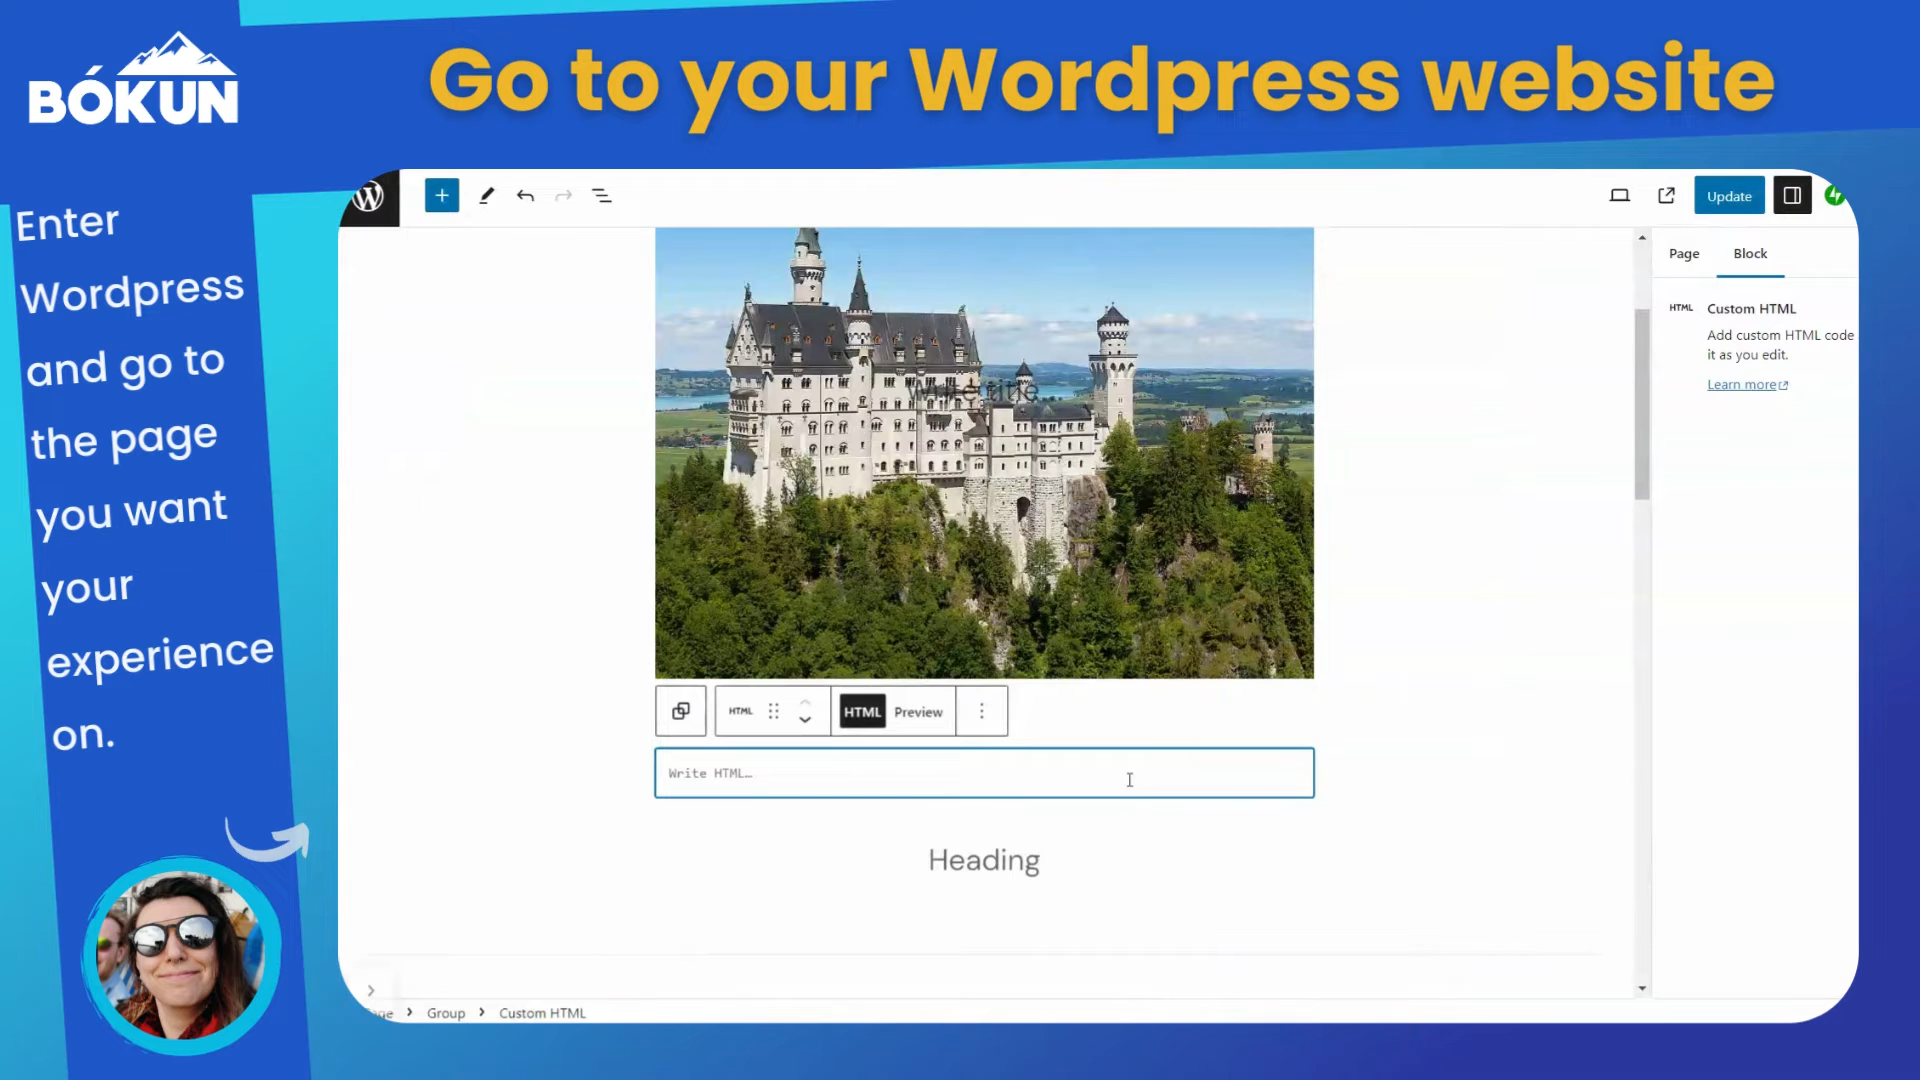 BÓKUN
Go to your Wordpress website
Enter
Wordpress
and go to
the page
you want
your
experience
on.
Update
Page Block
HTML Custom HTML
Add custom HTML code
it as you edit.
Learn more
Write title
HTML HTML Preview
Write HTML…
Heading
Group Custom HTML